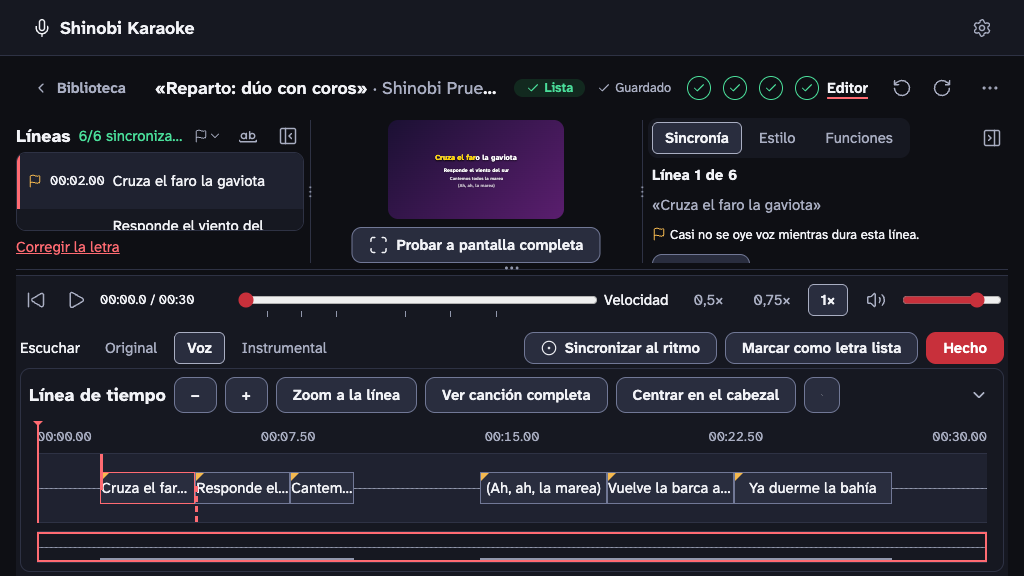 Shinobi Karaoke
Biblioteca
«Reparto: dúo con coros» · Shinobi Prue...
Lista
Guardado
Editor
Líneas 6/6 sincroniza...
ab
00:02.00 Cruza el faro la gaviota
Responde el viento del
Corregir la letra
Cruza el faro la gaviota
Responde el viento del sur
Cantemos todos la marea
(Ah, ah, la marea)
Probar a pantalla completa
Sincronía
Estilo
Funciones
Línea 1 de 6
«Cruza el faro la gaviota»
Casi no se oye voz mientras dura esta línea.
00:00.0 / 00:30
Velocidad
0,5×
0,75×
1×
Escuchar
Original
Voz
Instrumental
Sincronizar al ritmo
Marcar como letra lista
Hecho
Línea de tiempo
−
+
Zoom a la línea
Ver canción completa
Centrar en el cabezal
00:00.00
00:07.50
00:15.00
00:22.50
00:30.00
Cruza el far...
Responde el...
Cantem...
(Ah, ah, la marea)
Vuelve la barca a...
Ya duerme la bahía